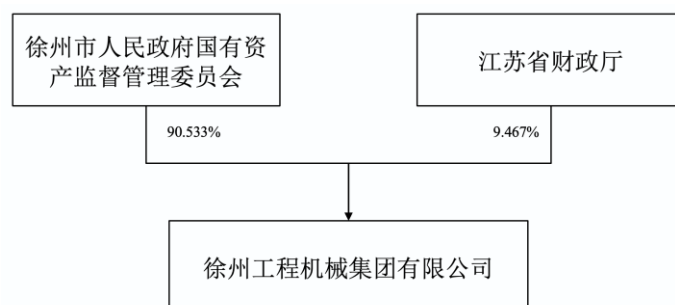 徐州市人民政府国有资
产监督管理委员会
江苏省财政厅
90.533%
9.467%
徐州工程机械集团有限公司